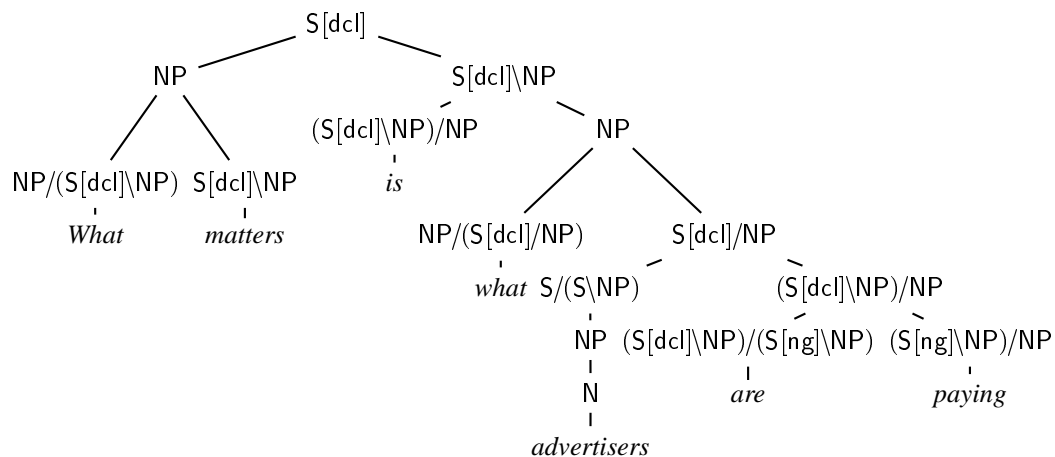 S[dcl]
NP S[dcl]\NP
(S[dcl]\NP)/NP NP
NP/(S[dcl]\NP) S[dcl]\NP is
What matters NP/(S[dcl]/NP) S[dcl]/NP
what S/(S\NP) (S[dcl]\NP)/NP
NP (S[dcl]\NP)/(S[ng]\NP) (S[ng]\NP)/NP
N are paying
advertisers